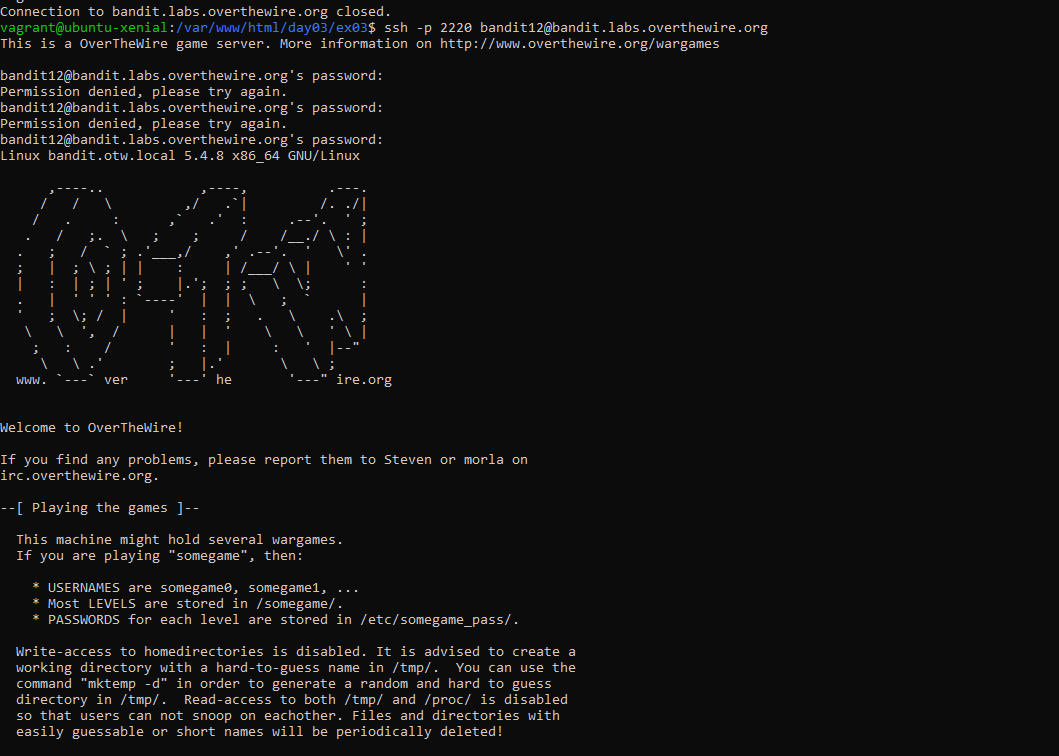 Connection to bandit.labs.overthewire.org closed.
vagrant@ubuntu-xenial:/var/www/html/day03/ex03$ ssh -p 2220 bandit12@bandit.labs.overthewire.org
This is a OverTheWire game server. More information on http://www.overthewire.org/wargames
bandit12@bandit.labs.overthewire.org's password:
Permission denied, please try again.
bandit12@bandit.labs.overthewire.org's password:
Permission denied, please try again.
bandit12@bandit.labs.overthewire.org's password:
Linux bandit.otw.local 5.4.8 x86_64 GNU/Linux
      ,----..            ,----,          .---.
     /   /   \         ,/   .`|         /. ./|
    /   .     :      ,`   .'  :     .--'.  ' ;
   .   /   ;.  \   ;    ;     /    /__./ \ : |
  .   ;   /  ` ; .'___,/    ,' .--'.  '   \' .
  ;   |  ; \ ; | |    :     | /___/ \ |    ' '
  |   :  | ; | ' ;    |.';  ; ;   \  \;      :
  .   |  ' ' ' : `----'  |  |  \   ;  `      |
  '   ;  \; /  |     '   :  ;   .   \    .\  ;
   \   \  ',  /      |   |  '    \   \   ' \ |
    ;   :    /       '   :  |     :   '  |--"
     \   \ .'        ;   |.'       \   \ ;
  www. `---` ver     '---' he       '---" ire.org
Welcome to OverTheWire!
If you find any problems, please report them to Steven or morla on
irc.overthewire.org.
--[ Playing the games ]--
  This machine might hold several wargames.
  If you are playing "somegame", then:
    * USERNAMES are somegame0, somegame1, ...
    * Most LEVELS are stored in /somegame/.
    * PASSWORDS for each level are stored in /etc/somegame_pass/.
  Write-access to homedirectories is disabled. It is advised to create a
  working directory with a hard-to-guess name in /tmp/.  You can use the
  command "mktemp -d" in order to generate a random and hard to guess
  directory in /tmp/.  Read-access to both /tmp/ and /proc/ is disabled
  so that users can not snoop on eachother. Files and directories with
  easily guessable or short names will be periodically deleted!